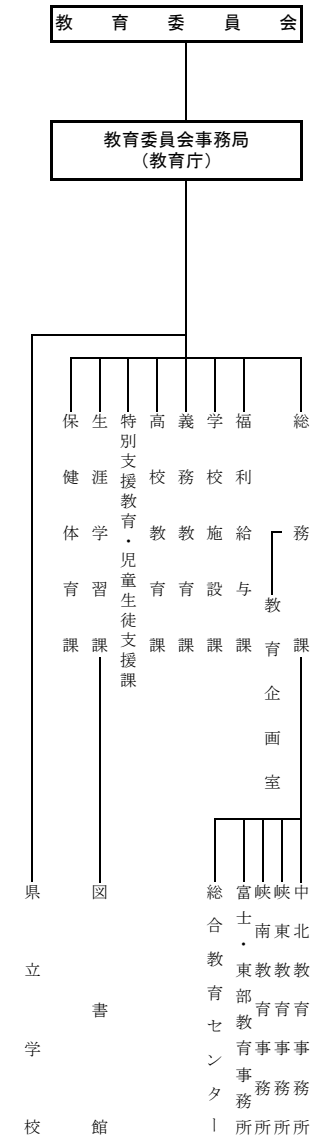 教育委員会
教育委員会事務局
（教育庁）
総務課
教育企画室
福利給与課
学校施設課
義務教育課
高校教育課
特別支援教育・児童生徒支援課
生涯学習課
保健体育課
中北教育事務所
峡東教育事務所
峡南教育事務所
富士・東部教育事務所
総合教育センター
図書館
県立学校